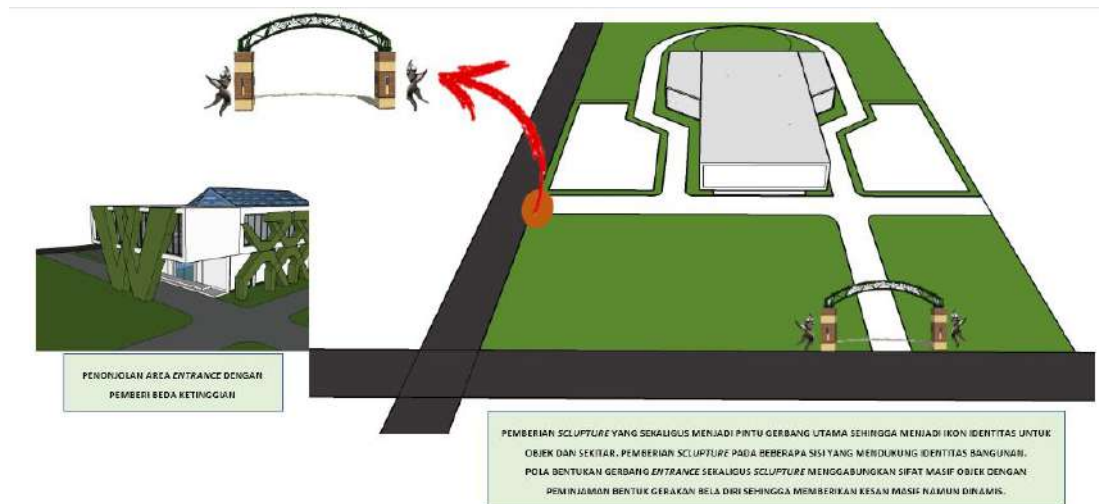 PENONJOLAN AREA ENTRANCE DENGAN
PEMBERI BEDA KETINGGIAN
PEMBERIAN SCLUPTURE YANG SEKALIGUS MENJADI PINTU GERBANG UTAMA SEHINGGA MENJADI IKON IDENTITAS UNTUK
OBJEK DAN SEKITAR. PEMBERIAN SCLUPTURE PADA BEBERAPA SISI YANG MENDUKUNG IDENTITAS BANGUNAN.
POLA BENTUKAN GERBANG ENTRANCE SEKALIGUS SCLUPTURE MENGGABUNGKAN SIFAT MASIF OBJEK DENGAN
PEMINJAMAN BENTUK GERAKAN BELA DIRI SEHINGGA MEMBERIKAN KESAN MASIF NAMUN DINAMIS.